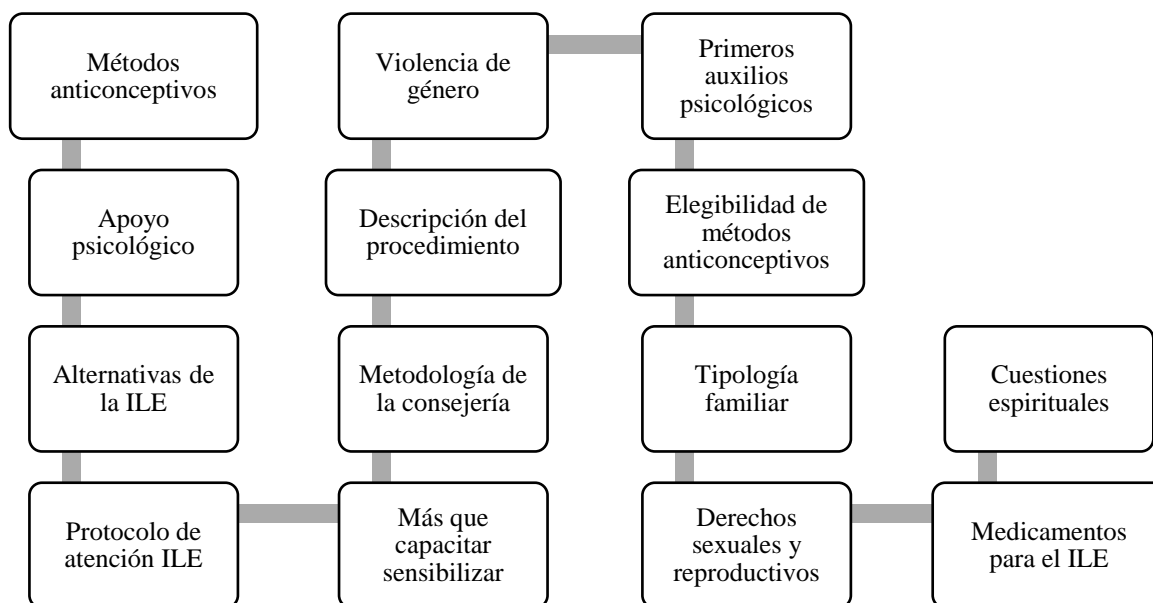 Métodos
anticonceptivos
Apoyo
psicológico
Alternativas de
la ILE
Protocolo de
atención ILE
Más que
capacitar
sensibilizar
Metodología de
la consejería
Descripción del
procedimiento
Violencia de
género
Primeros
auxilios
psicológicos
Elegibilidad de
métodos
anticonceptivos
Tipología
familiar
Derechos
sexuales y
reproductivos
Medicamentos
para el ILE
Cuestiones
espirituales